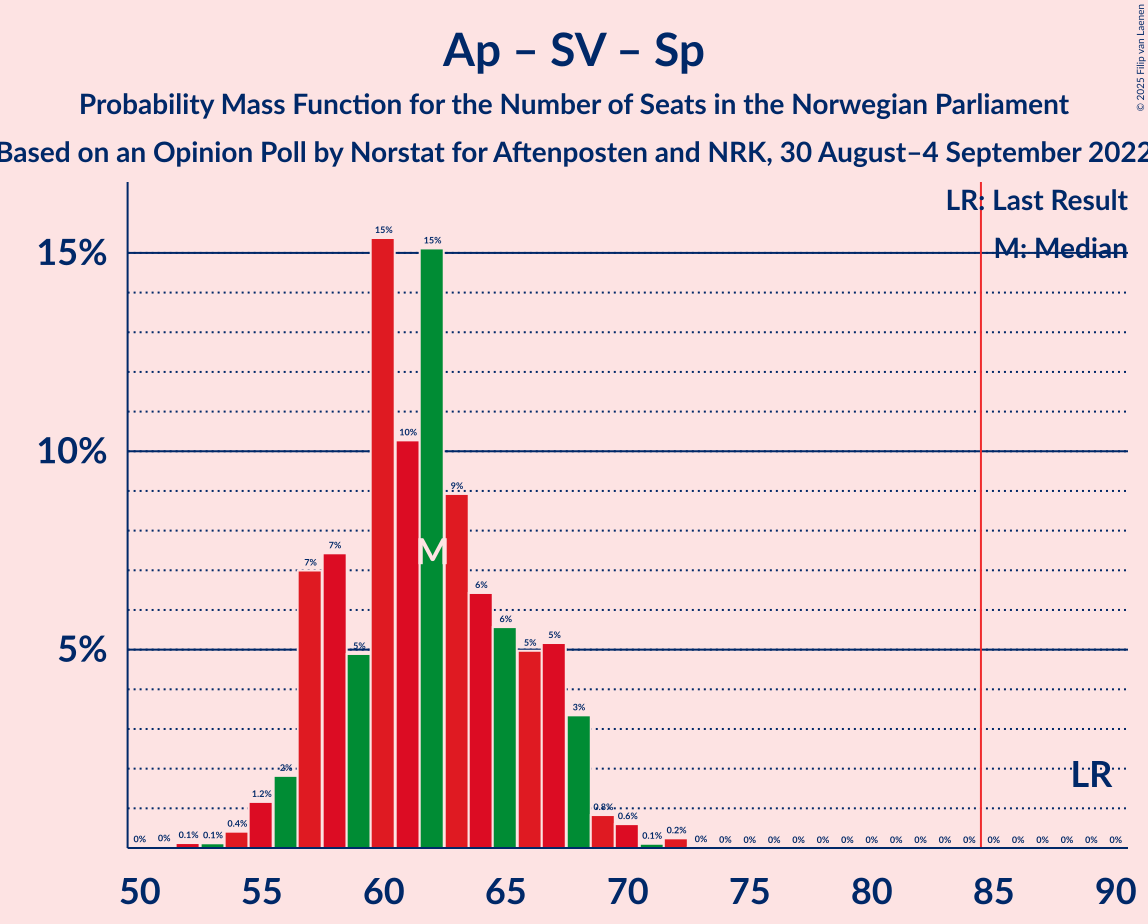 Ap – SV – Sp
Probability Mass Function for the Number of Seats in the Norwegian Parliament
Based on an Opinion Poll by Norstat for Aftenposten and NRK, 30 August–4 September 2022
© 2025 Filip van Laenen
LR: Last Result
M: Median
15%
10%
5%
0% 0% 0.1% 0.1% 0.4% 1.2% 2% 7% 7% 5% 15% 10% 15% 9% 6% 6% 5% 5% 3% 0.8% 0.6% 0.1% 0.2% 0% 0% 0% 0% 0% 0% 0% 0% 0% 0% 0% 0% 0% 0% 0% 0% 0% 0%
M
LR
50 55 60 65 70 75 80 85 90